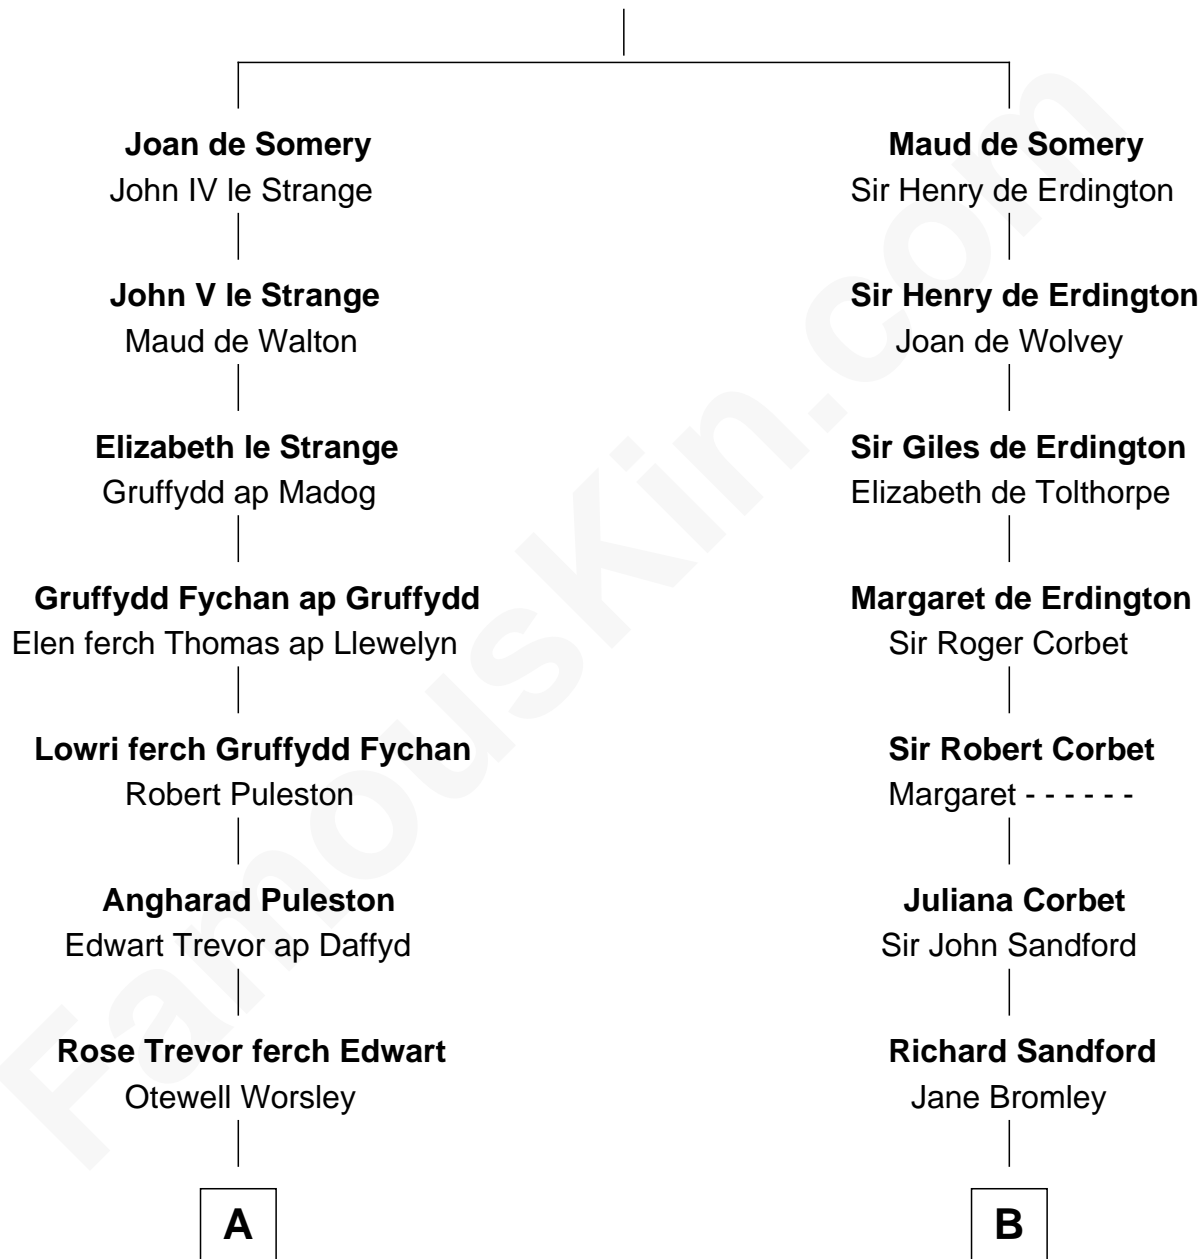 Joan de Somery
John IV le Strange
John V le Strange
Maud de Walton
Elizabeth le Strange
Gruffydd ap Madog
Gruffydd Fychan ap Gruffydd
Elen ferch Thomas ap Llewelyn
Lowri ferch Gruffydd Fychan
Robert Puleston
Angharad Puleston
Edwart Trevor ap Daffyd
Rose Trevor ferch Edwart
Otewell Worsley
A
Maud de Somery
Sir Henry de Erdington
Sir Henry de Erdington
Joan de Wolvey
Sir Giles de Erdington
Elizabeth de Tolthorpe
Margaret de Erdington
Sir Roger Corbet
Sir Robert Corbet
Margaret - - - - - -
Juliana Corbet
Sir John Sandford
Richard Sandford
Jane Bromley
B
FamousKin.com